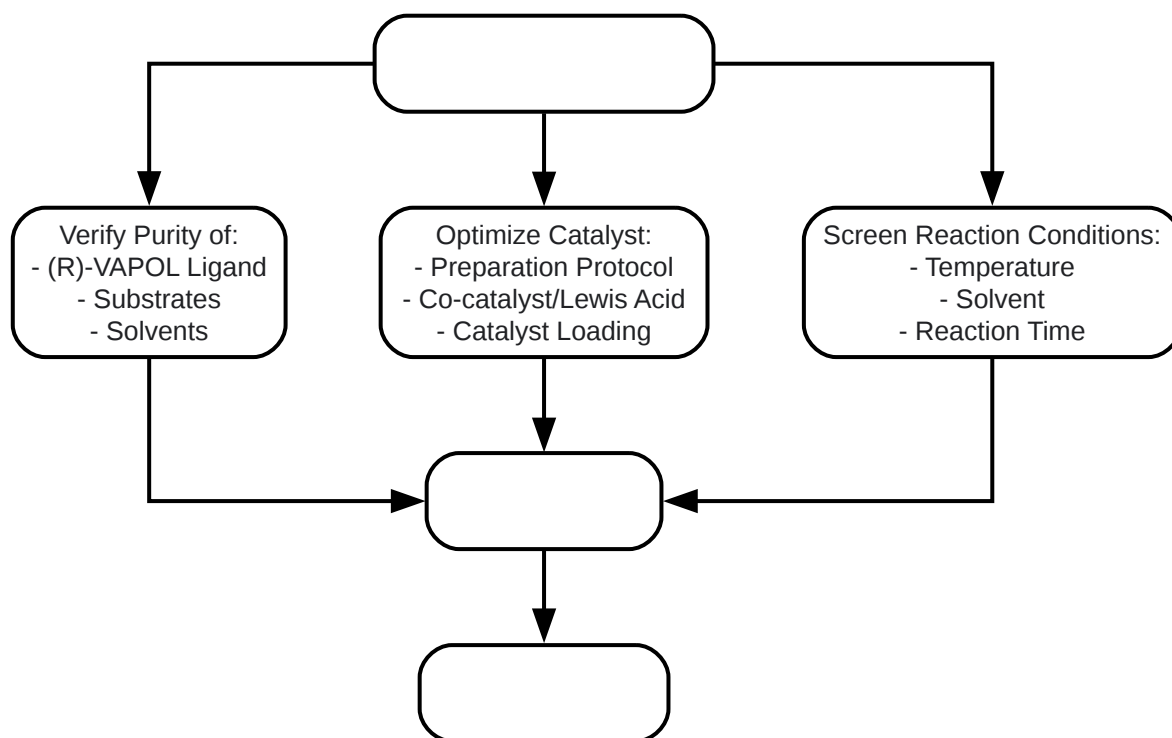 Verify Purity of:
- (R)-VAPOL Ligand
- Substrates
- Solvents
Optimize Catalyst:
- Preparation Protocol
- Co-catalyst/Lewis Acid
- Catalyst Loading
Screen Reaction Conditions:
- Temperature
- Solvent
- Reaction Time